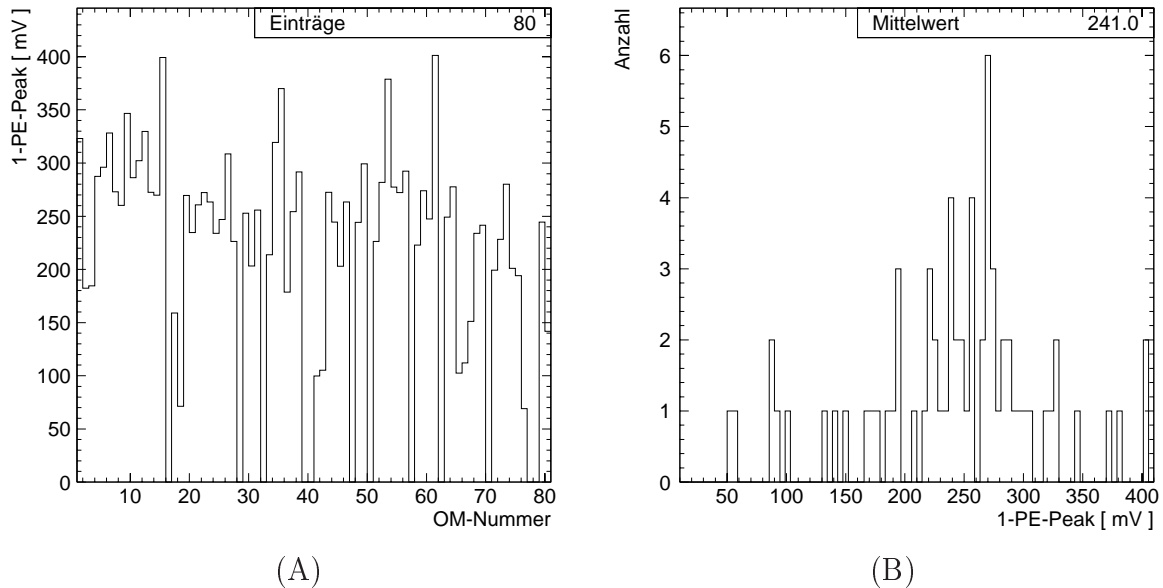 Einträge 80
1-PE-Peak [ mV ]
400
350
300
250
200
150
100
50
0
10 20 30 40 50 60 70 80
OM-Nummer
(A)
Mittelwert 241.0
Anzahl
6
5
4
3
2
1
0
50 100 150 200 250 300 350 400
1-PE-Peak [ mV ]
(B)